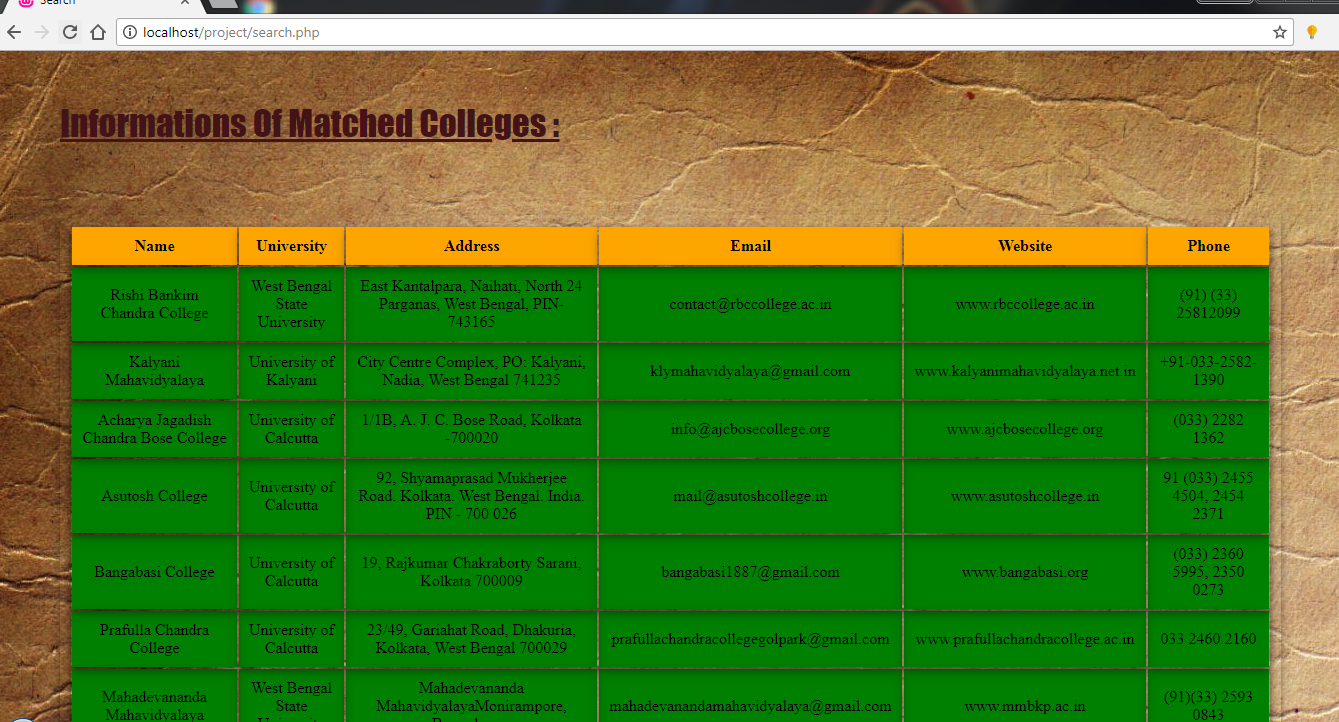 Search
localhost/project/search.php
Informations Of Matched Colleges :
Name University Address Email Website Phone
Rishi Bankim
Chandra College
West Bengal
State
University
East Kantalpara, Naihati, North 24
Parganas, West Bengal, PIN-
743165
contact@rbccollege.ac.in
www.rbccollege.ac.in
(91) (33)
25812099
Kalyani
Mahavidyalaya
University of
Kalyani
City Centre Complex, PO: Kalyani,
Nadia, West Bengal 741235
klymahavidyalaya@gmail.com
www.kalyanimahavidyalaya.net.in
+91-033-2582-
1390
Acharya Jagadish
Chandra Bose College
University of
Calcutta
1/1B, A. J. C. Bose Road, Kolkata
-700020
info@ajcbosecollege.org
www.ajcbosecollege.org
(033) 2282
1362
Asutosh College
University of
Calcutta
92, Shyamaprasad Mukherjee
Road. Kolkata. West Bengal. India.
PIN - 700 026
mail@asutoshcollege.in
www.asutoshcollege.in
91 (033) 2455
4504, 2454
2371
Bangabasi College
University of
Calcutta
19, Rajkumar Chakraborty Sarani,
Kolkata 700009
bangabasi1887@gmail.com
www.bangabasi.org
(033) 2360
5995, 2350
0273
Prafulla Chandra
College
University of
Calcutta
23/49, Gariahat Road, Dhakuria,
Kolkata, West Bengal 700029
prafullachandracollegegolpark@gmail.com
www.prafullachandracollege.ac.in
033 2460 2160
Mahadevananda
Mahavidyalaya
West Bengal
State
University
Mahadevananda
MahavidyalayaMonirampore,
mahadevanandamahavidyalaya@gmail.com
www.mmbkp.ac.in
(91)(33) 2593
0843